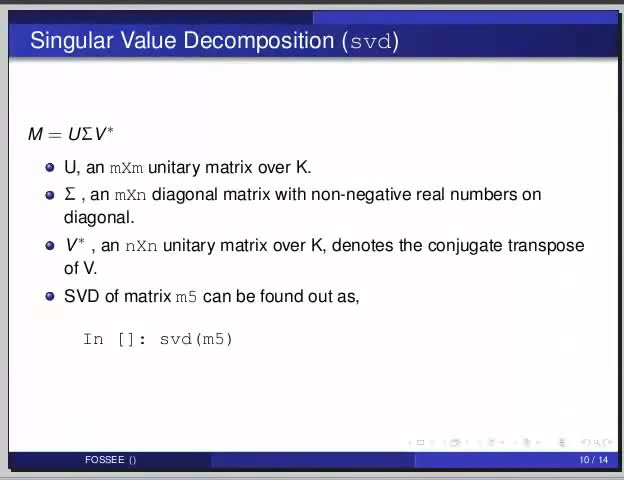 Singular Value Decomposition (svd)
M = UΣV*
U, an mXm unitary matrix over K.
Σ , an mXn diagonal matrix with non-negative real numbers on
diagonal.
V* , an nXn unitary matrix over K, denotes the conjugate transpose
of V.
SVD of matrix m5 can be found out as,
In []: svd(m5)
FOSSEE ()
10 / 14